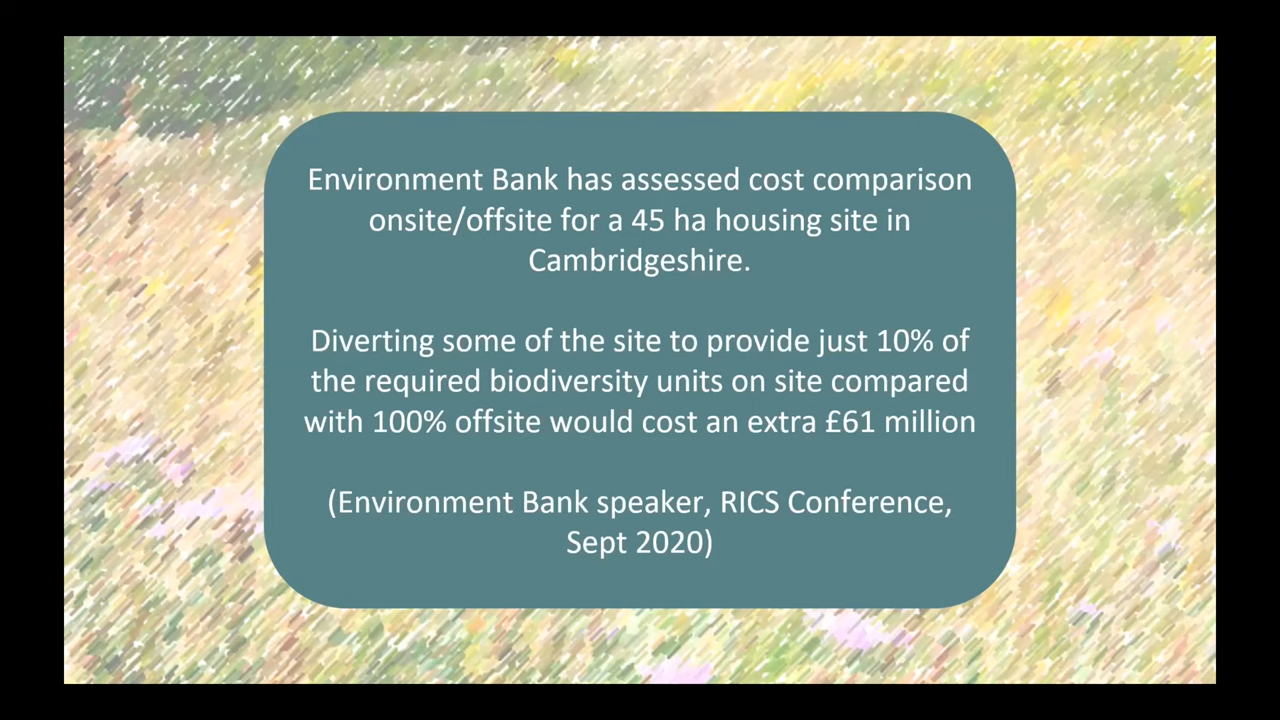 Environment Bank has assessed cost comparison
onsite/offsite for a 45 ha housing site in
Cambridgeshire.
Diverting some of the site to provide just 10% of
the required biodiversity units on site compared
with 100% offsite would cost an extra £61 million
(Environment Bank speaker, RICS Conference,
Sept 2020)